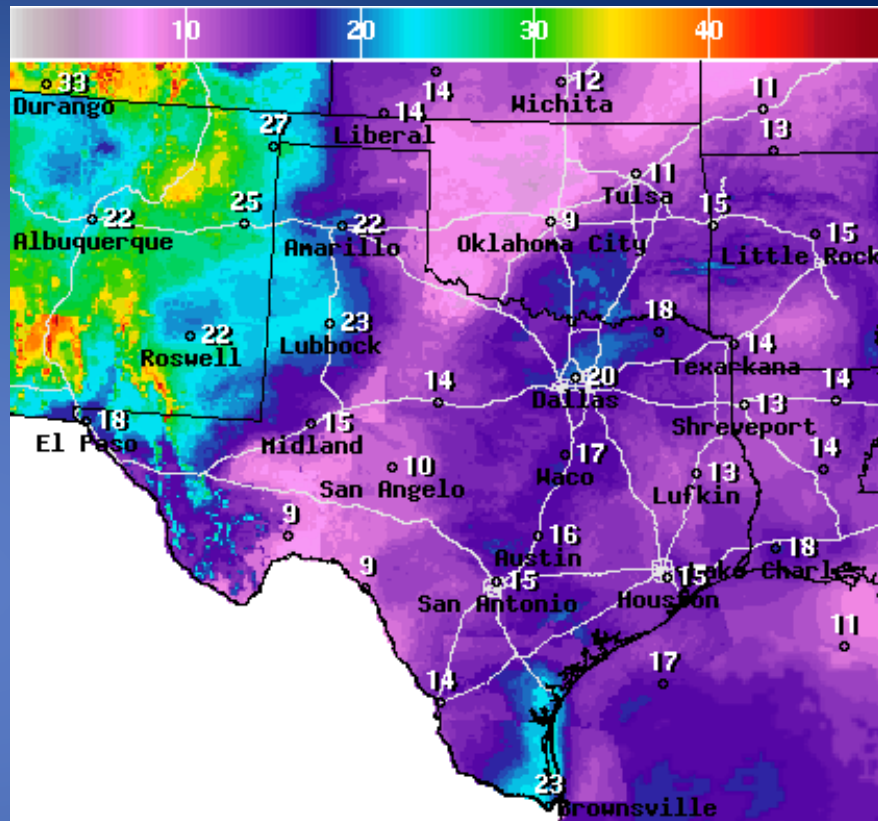 10 20 30 40
33
Durango
14
14
Liberal
12
Wichita
11
13
27
11
Tulsa
22
Albuquerque
25
22
Amarillo
9
Oklahoma City
15
15
Little Rock
22
Roswell
23
Lubbock
18
14
Texarkana
20
Dallas
18
El Paso
15
Midland
14
13
Shreveport
14
10
San Angelo
17
Waco
13
Lufkin
14
9
16
Austin
18
Lake Charles
9
15
San Antonio
15
Houston
11
14
17
23
Brownsville